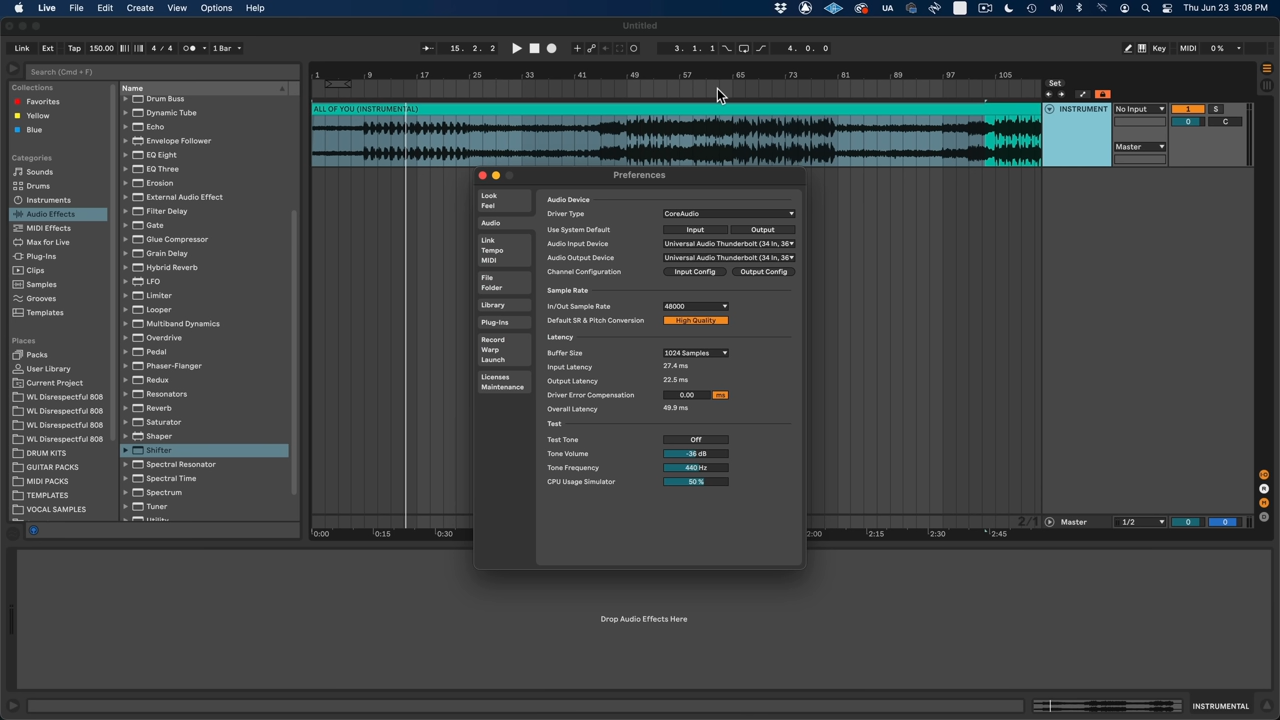 Live File Edit Create View Options Help UA Thu Jun 23 3:08 PM
Untitled
Link Ext Tap 150.00 4 / 4 1 Bar 15. 2. 2 3. 1. 1 4. 0. 0 Key MIDI 0 %
Search (Cmd + F)
Collections
Favorites
Yellow
Blue
Categories
Sounds
Drums
Instruments
Audio Effects
MIDI Effects
Max for Live
Plug-Ins
Clips
Samples
Grooves
Templates
Places
Packs
User Library
Current Project
WL Disrespectful 808
WL Disrespectful 808
WL Disrespectful 808
WL Disrespectful 808
DRUM KITS
GUITAR PACKS
MIDI PACKS
TEMPLATES
VOCAL SAMPLES
Name
Drum Buss
Dynamic Tube
Echo
Envelope Follower
EQ Eight
EQ Three
Erosion
External Audio Effect
Filter Delay
Gate
Glue Compressor
Grain Delay
Hybrid Reverb
LFO
Limiter
Looper
Multiband Dynamics
Overdrive
Pedal
Phaser-Flanger
Redux
Resonators
Reverb
Saturator
Shaper
Shifter
Spectral Resonator
Spectral Time
Spectrum
Tuner
Utility
1 9 17 25 33 41 49 57 65 73 81 89 97 105
Set
ALL OF YOU (INSTRUMENTAL)
INSTRUMENT No Input 1 S
0 C
Master
Preferences
Look
Feel
Audio
Link
Tempo
MIDI
File
Folder
Library
Plug-Ins
Record
Warp
Launch
Licenses
Maintenance
Audio Device
Driver Type CoreAudio
Use System Default Input Output
Audio Input Device Universal Audio Thunderbolt (34 In, 36
Audio Output Device Universal Audio Thunderbolt (34 In, 36
Channel Configuration Input Config Output Config
Sample Rate
In/Out Sample Rate 48000
Default SR & Pitch Conversion High Quality
Latency
Buffer Size 1024 Samples
Input Latency 27.4 ms
Output Latency 22.5 ms
Driver Error Compensation 0.00 ms
Overall Latency 49.9 ms
Test
Test Tone Off
Tone Volume -36 dB
Tone Frequency 440 Hz
CPU Usage Simulator 50 %
2/1 Master 1/2 0 0
0:00 0:15 0:30 2:00 2:15 2:30 2:45
Drop Audio Effects Here
INSTRUMENTAL